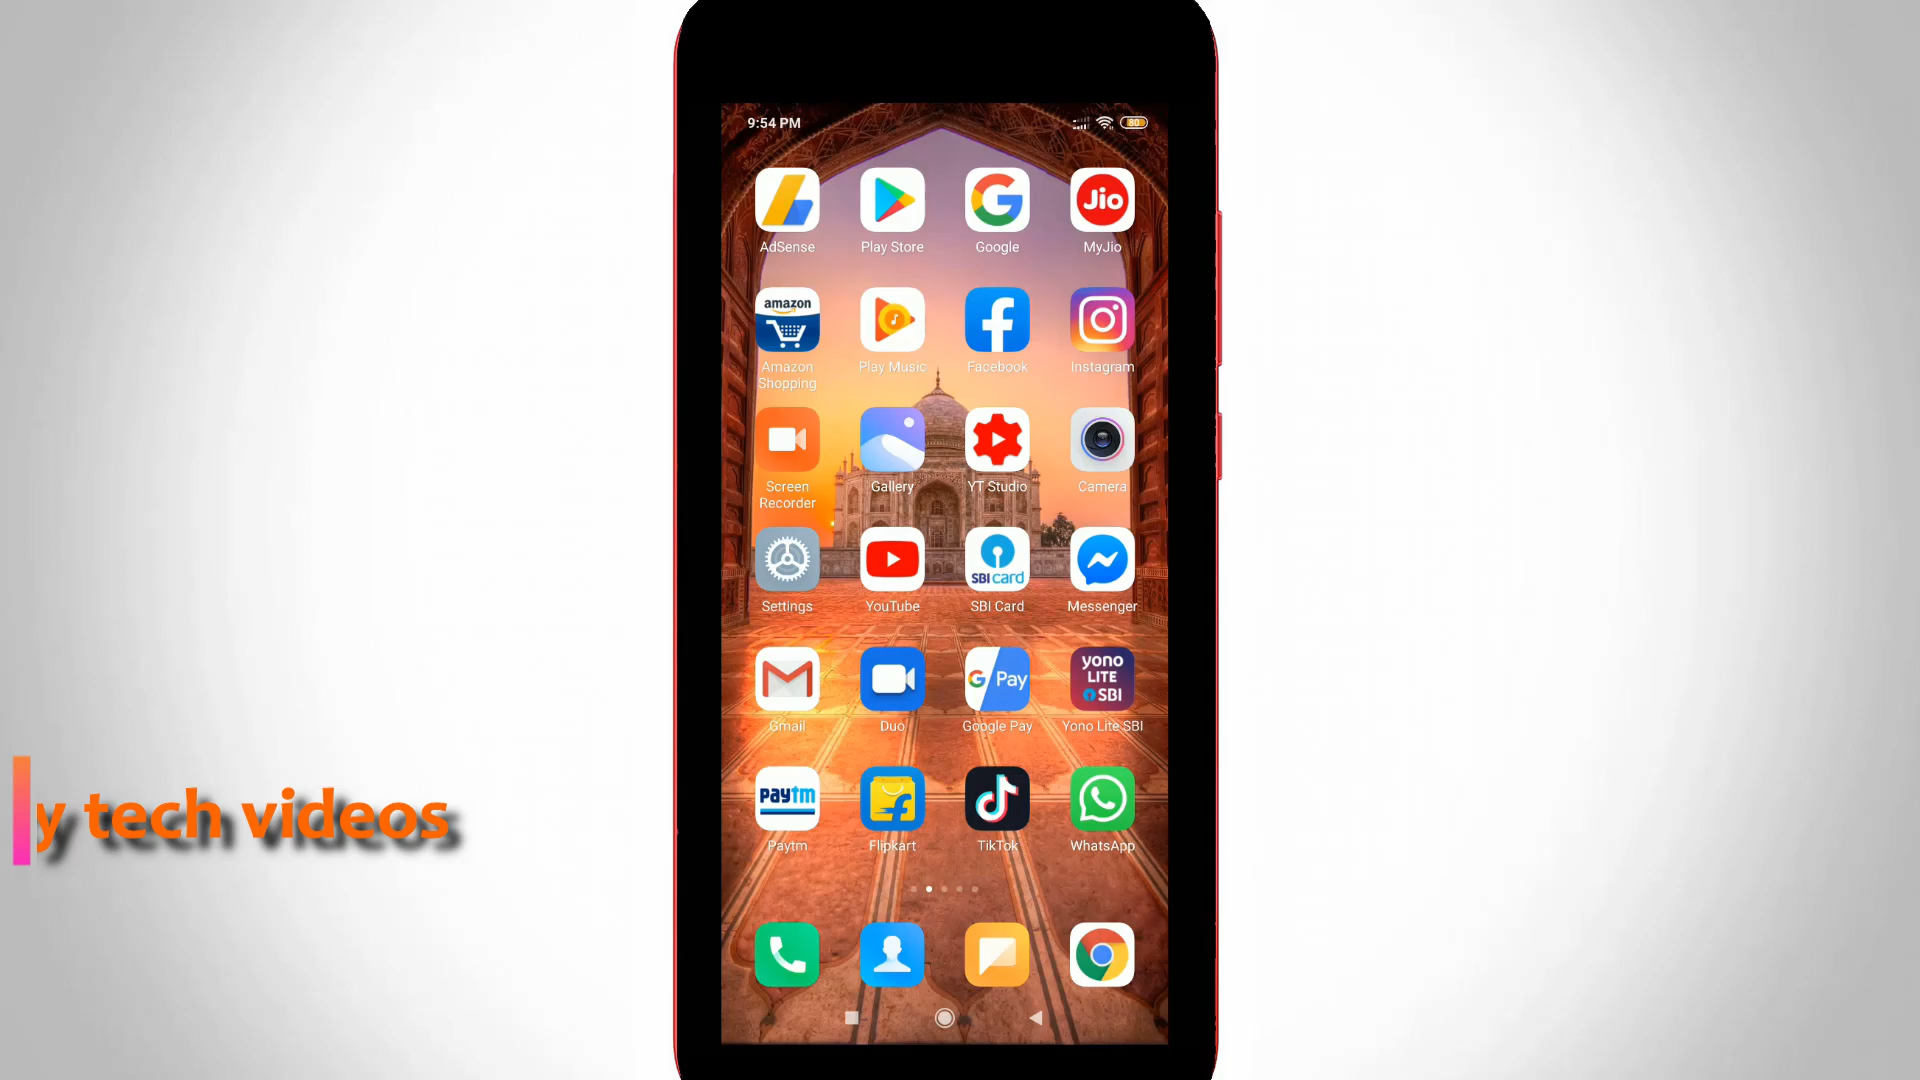 9:54 PM
80
AdSense
Play Store
Google
Jio
MyJio
amazon
Amazon
Shopping
Play Music
Facebook
Instagram
Screen
Recorder
Gallery
YT Studio
Camera
Settings
YouTube
SBI card
SBI Card
Messenger
Gmail
Duo
G Pay
Google Pay
yono
LITE
SBI
Yono Lite SBI
paytm
Paytm
Flipkart
TikTok
WhatsApp
y tech videos